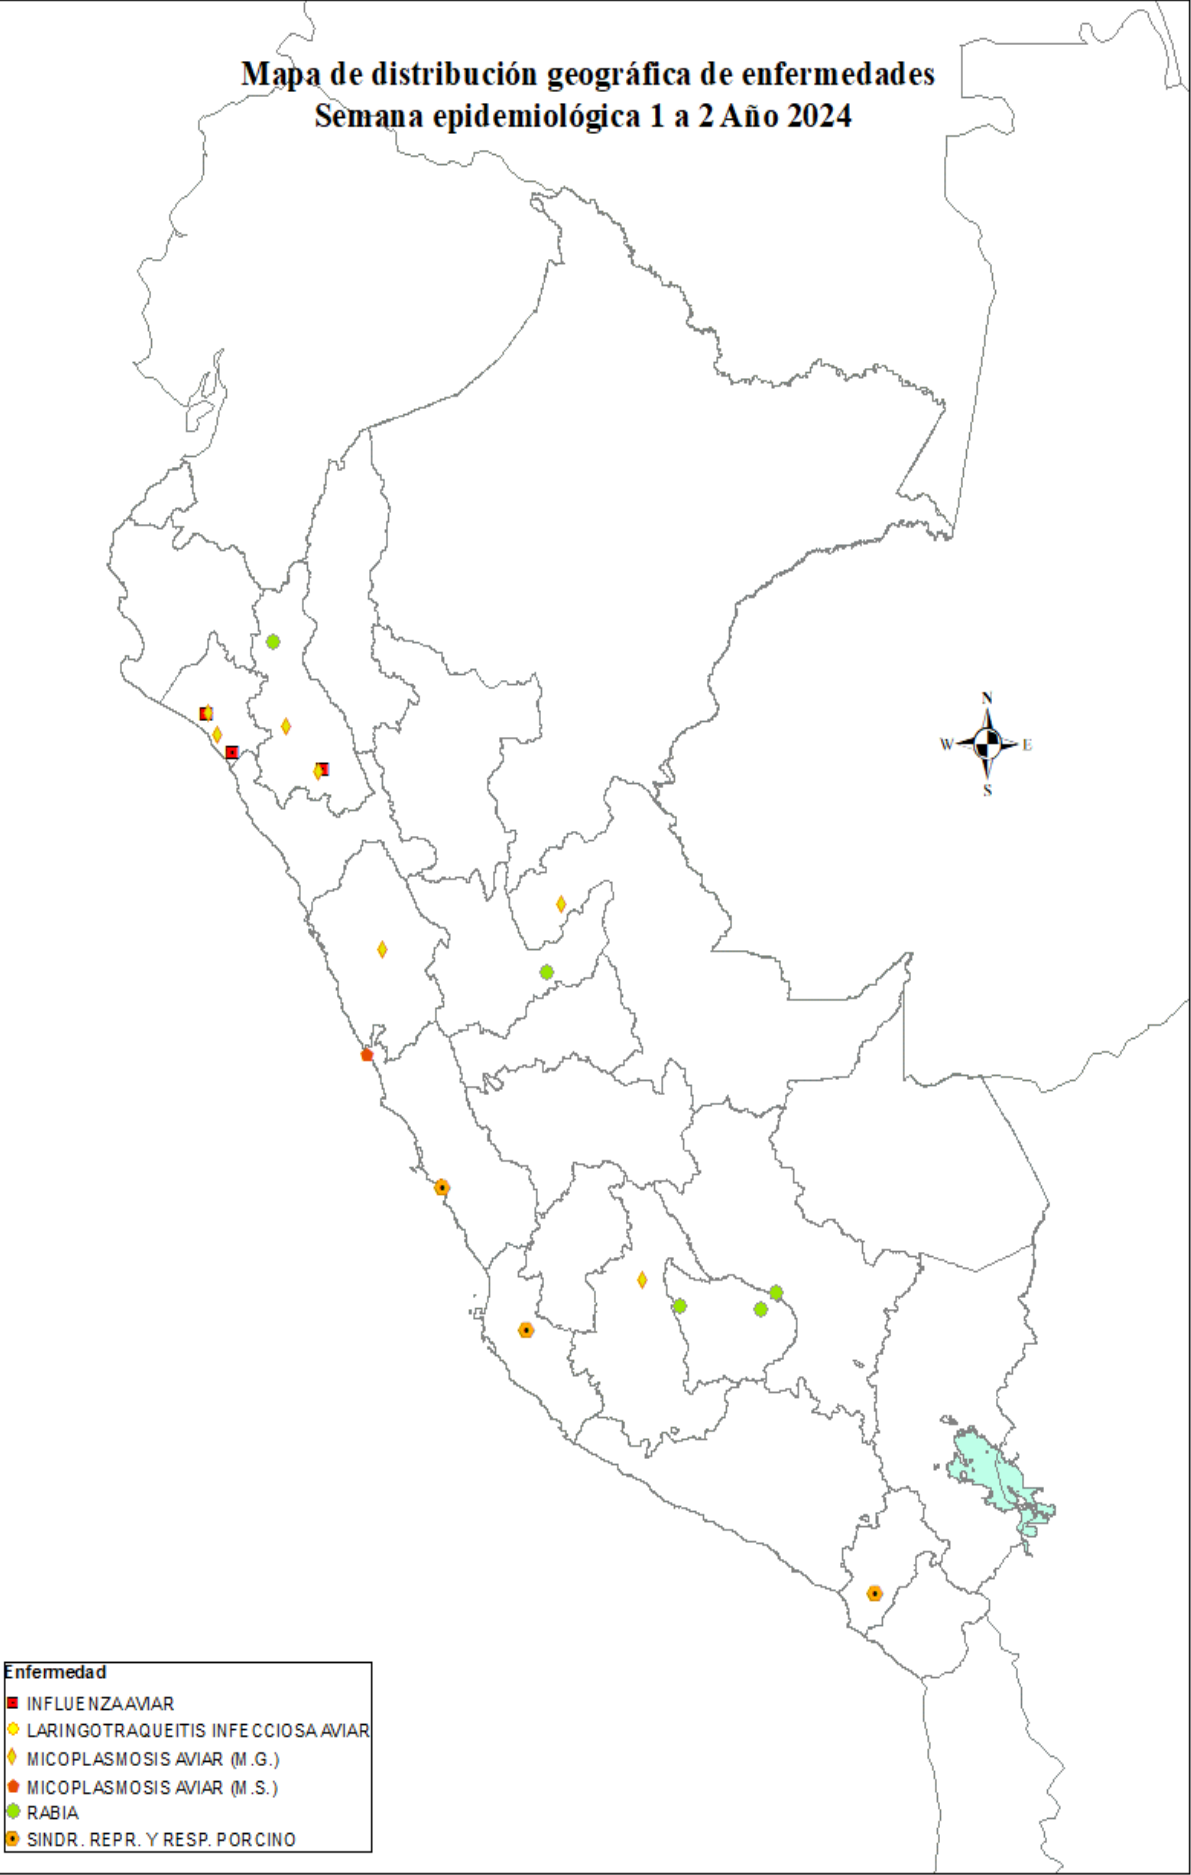 Mapa de distribución geográfica de enfermedades
Semana epidemiológica 1 a 2 Año 2024
N
W E
S
Enfermedad
INFLUENZA AVIAR
LARINGOTRAQUEITIS INFECCIOSA AVIAR
MICOPLASMOSIS AVIAR (M.G.)
MICOPLASMOSIS AVIAR (M.S.)
RABIA
SINDR. REPR. Y RESP. PORCINO